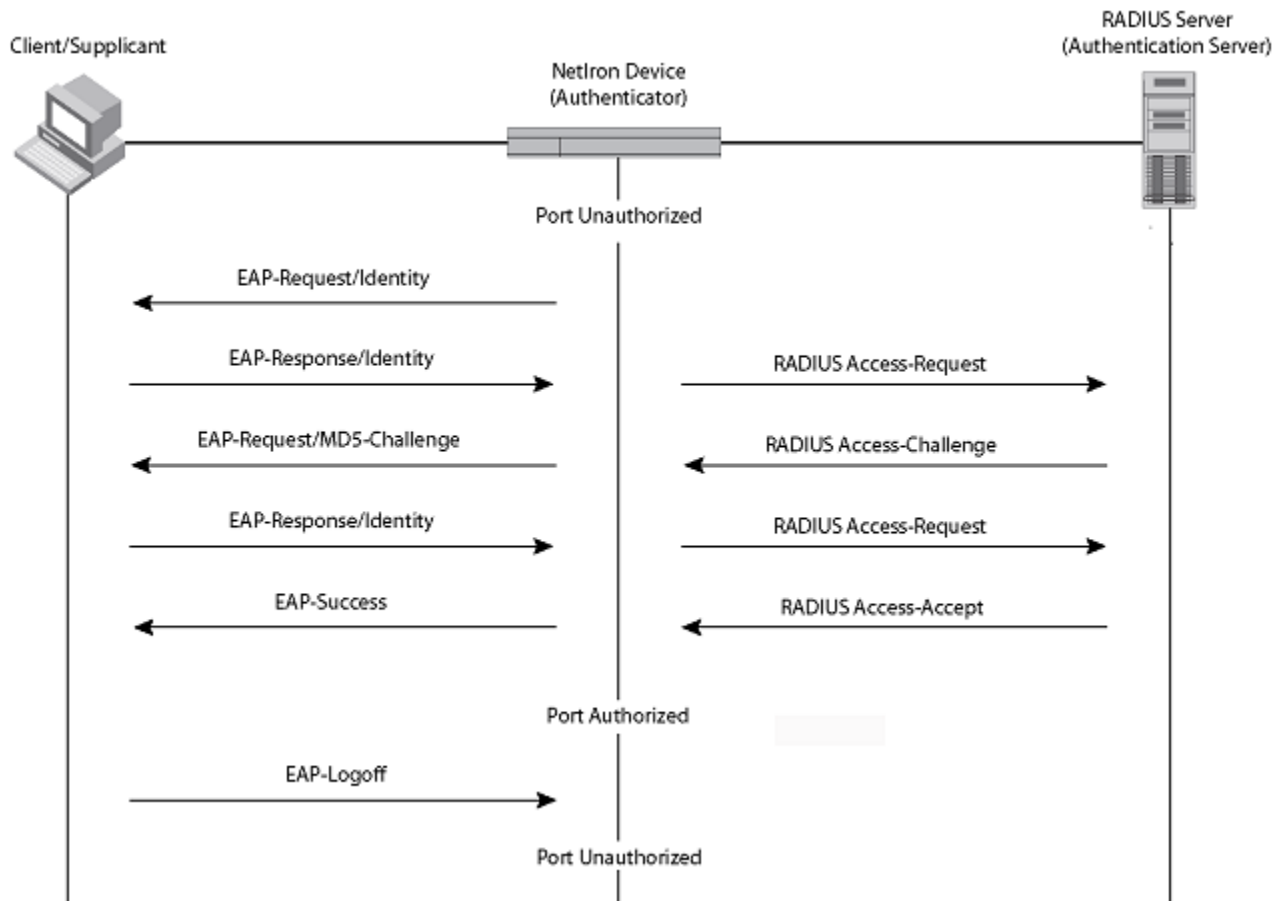 Client/Supplicant
NetIron Device
(Authenticator)
RADIUS Server
(Authentication Server)
Port Unauthorized
EAP-Request/Identity
EAP-Response/Identity
RADIUS Access-Request
EAP-Request/MD5-Challenge
RADIUS Access-Challenge
EAP-Response/Identity
RADIUS Access-Request
EAP-Success
RADIUS Access-Accept
Port Authorized
EAP-Logoff
Port Unauthorized